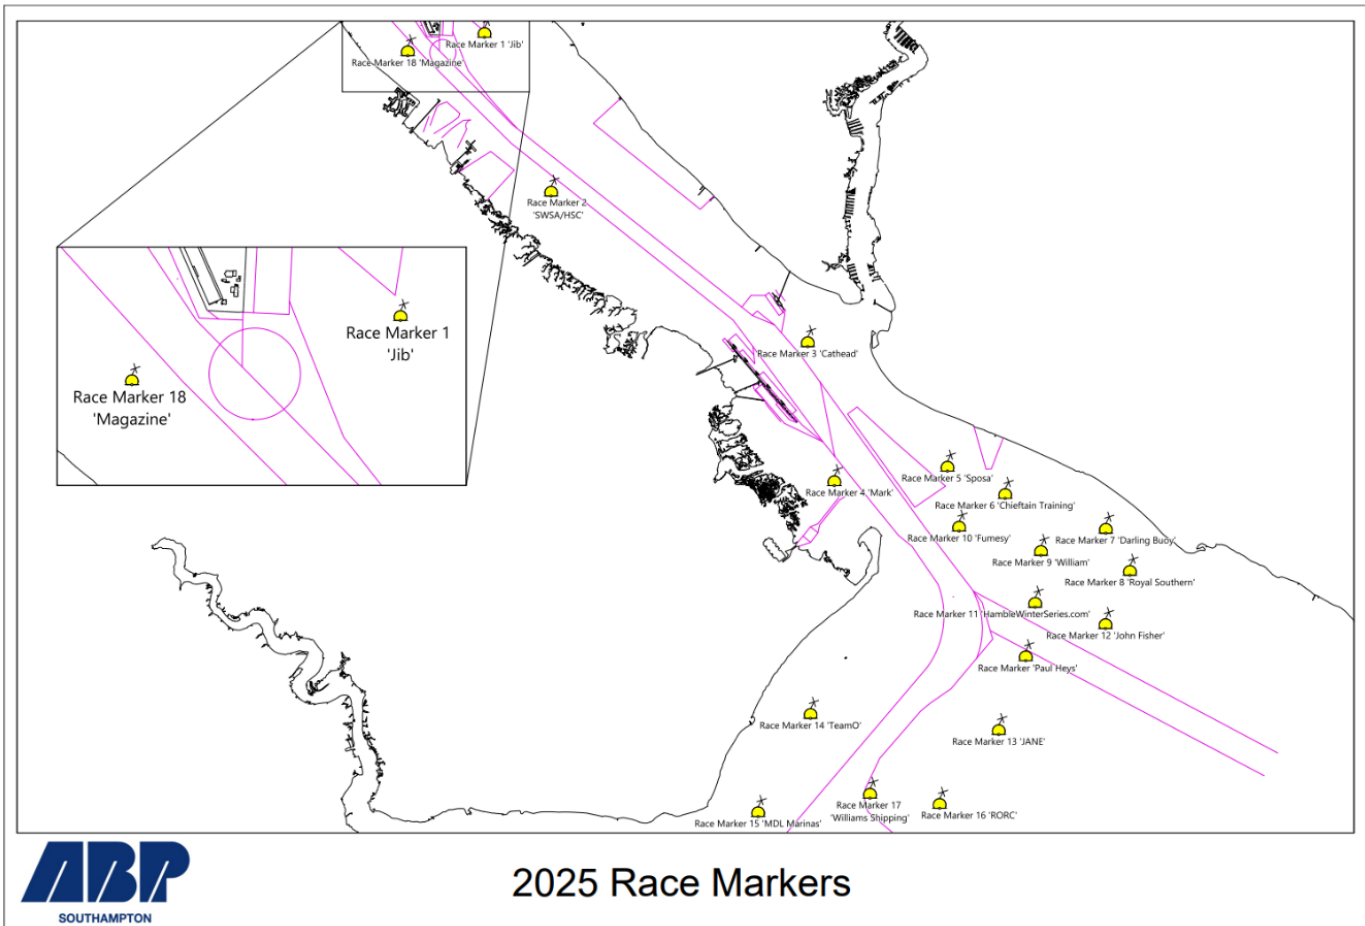 Race Marker 1 'Jib'
Race Marker 18 'Magazine'
Race Marker 2
'SWSA/HSC'
Race Marker 1
'Jib'
Race Marker 18
'Magazine'
Race Marker 3 'Cathead'
Race Marker 4 'Mark'
Race Marker 5 'Sposa'
Race Marker 6 'Chieftain Training'
Race Marker 10 'Fumesy'
Race Marker 7 'Darling Buoy'
Race Marker 9 'William'
Race Marker 8 'Royal Southern'
Race Marker 11 'HambleWinterSeries.com'
Race Marker 12 'John Fisher'
Race Marker 'Paul Heys'
Race Marker 14 'TeamO'
Race Marker 13 'JANE'
Race Marker 17
'Williams Shipping'
Race Marker 16 'RORC'
Race Marker 15 'MDL Marinas'
ABP
SOUTHAMPTON
2025 Race Markers